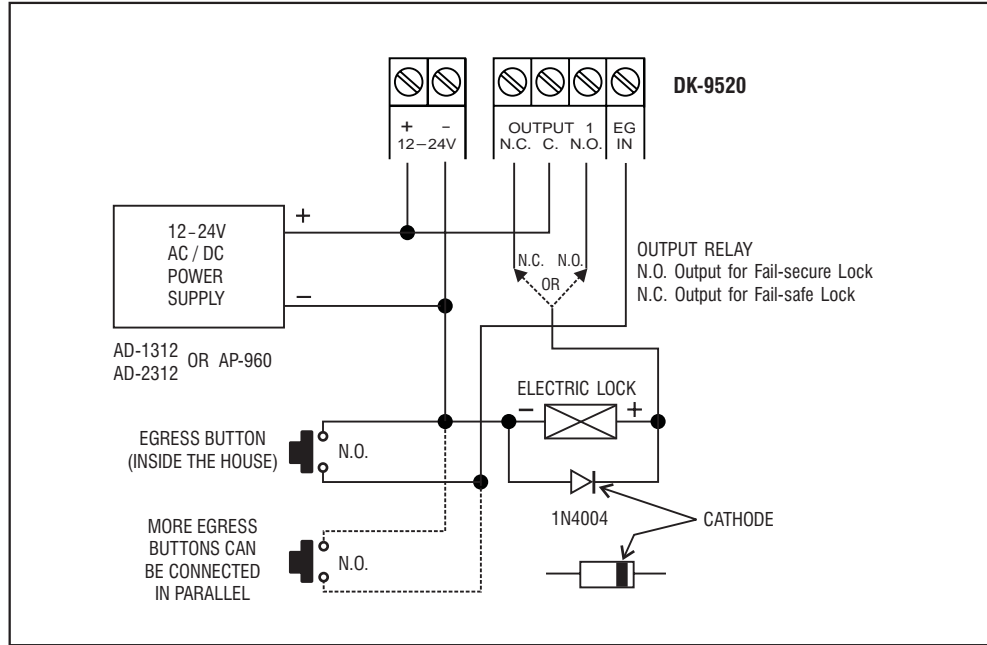 DK-9520
+ −
12–24V
OUTPUT 1
N.C. C. N.O.
EG
IN
12-24V
AC / DC
POWER
SUPPLY
+
−
AD-1312
AD-2312
OR AP-960
N.C. N.O.
OR
OUTPUT RELAY
N.O. Output for Fail-secure Lock
N.C. Output for Fail-safe Lock
ELECTRIC LOCK
− +
EGRESS BUTTON
(INSIDE THE HOUSE)
N.O.
1N4004
CATHODE
MORE EGRESS
BUTTONS CAN
BE CONNECTED
IN PARALLEL
N.O.